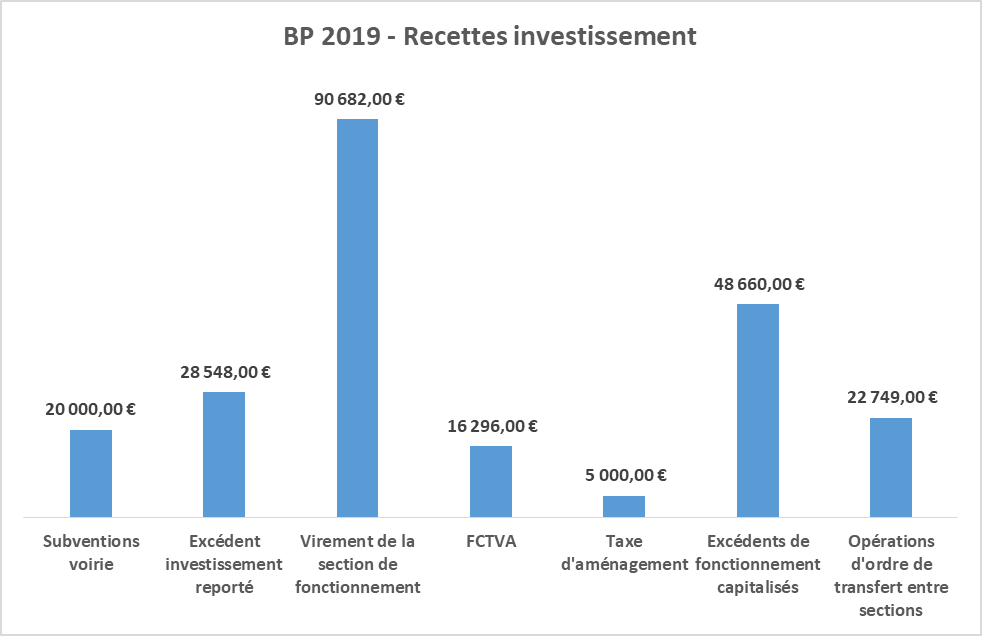 BP 2019 - Recettes investissement
90 682,00 €
48 660,00 €
28 548,00 €
22 749,00 €
20 000,00 €
16 296,00 €
5 000,00 €
Subventions
voirie
Excédent
investissement
reporté
Virement de la
section de
fonctionnement
FCTVA
Taxe
d'aménagement
Excédents de
fonctionnement
capitalisés
Opérations
d'ordre de
transfert entre
sections